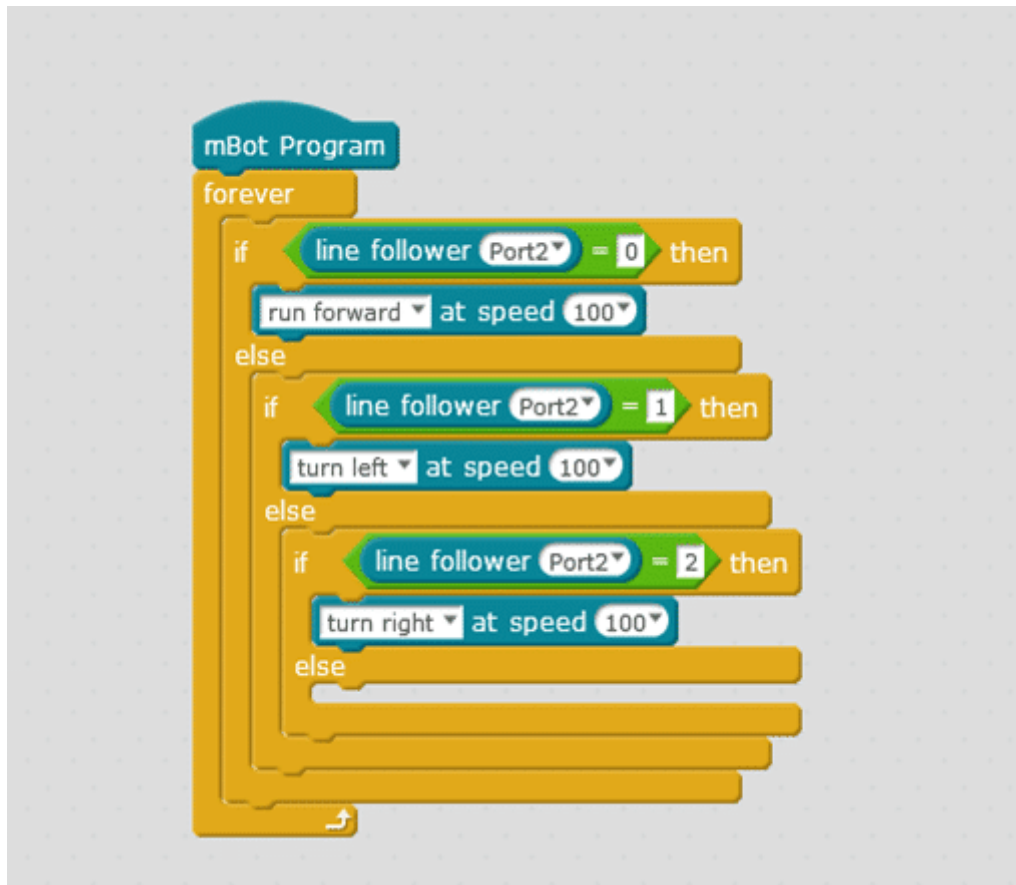 mBot Program
forever
if line follower Port2 = 0 then
run forward at speed 100
else
if line follower Port2 = 1 then
turn left at speed 100
else
if line follower Port2 = 2 then
turn right at speed 100
else